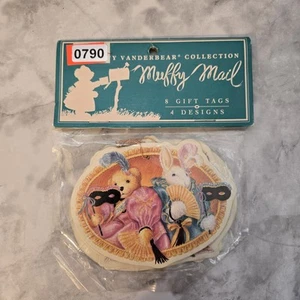 0790
Y VANDERBEAR® COLLECTION
Muffy Mail
8 GIFT TAGS
4 DESIGNS